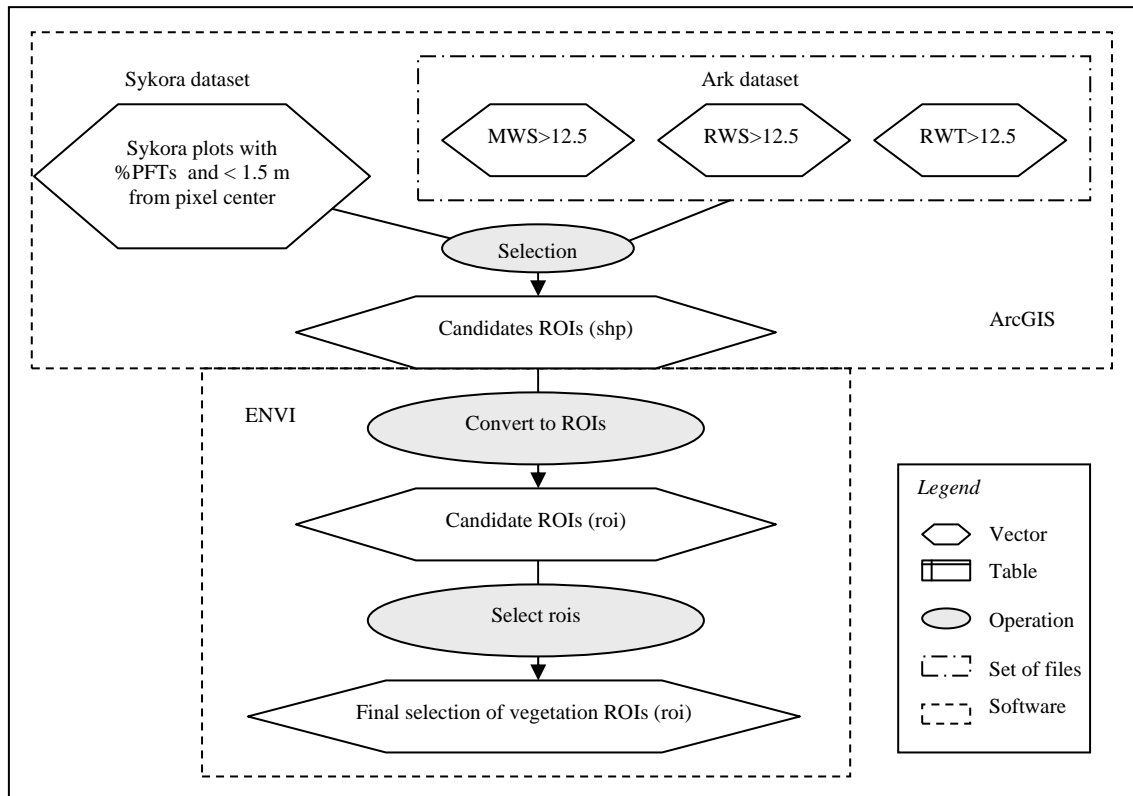 Sykora dataset
Ark dataset
Sykora plots with
%PFTs and < 1.5 m
from pixel center
MWS>12.5
RWS>12.5
RWT>12.5
Selection
Candidates ROIs (shp)
ArcGIS
ENVI
Convert to ROIs
Candidate ROIs (roi)
Select rois
Final selection of vegetation ROIs (roi)
Legend
Vector
Table
Operation
Set of files
Software